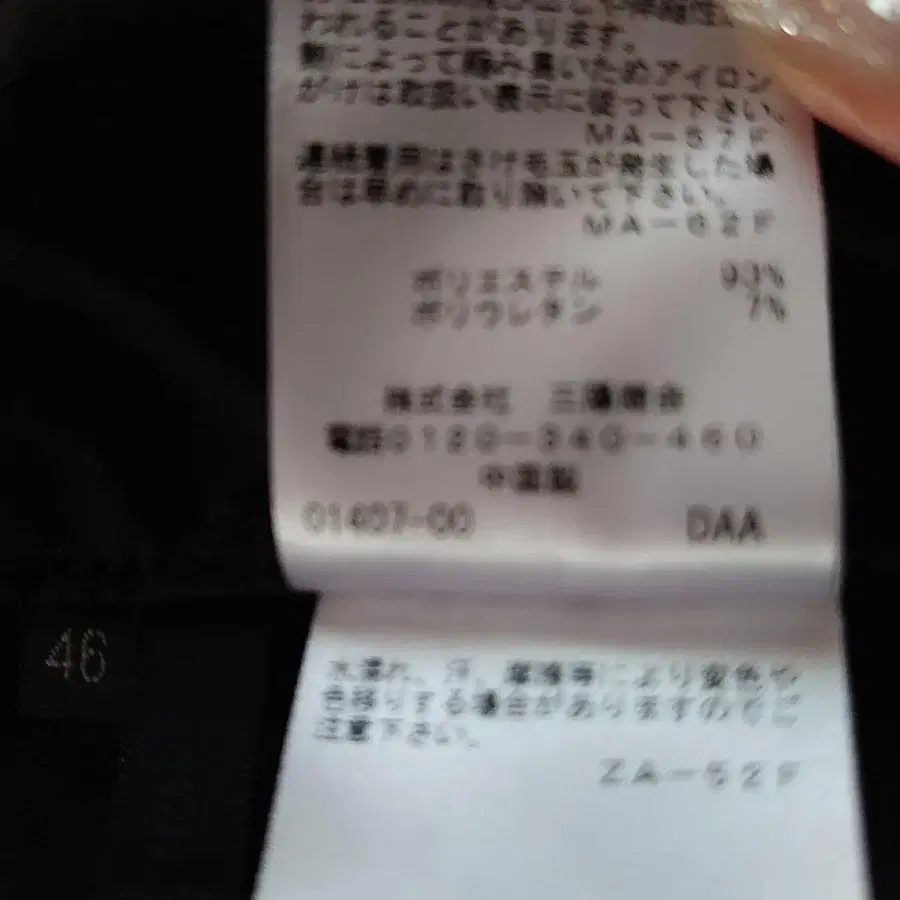 われることがあります。
熱によって縮み易いためアイロン
がけは取扱い表示に従って下さい。
MA-57F
連続着用はさけ毛玉が発生した場
合は早めに取り除いて下さい。
MA-62F
ポリエステル 93%
ポリウレタン 7%
株式会社 三陽商会
電話0120-340-460
中国製
01407-00 DAA
46
水濡れ、汗、摩擦等により変色や
色移りする場合がありますのでご
注意下さい。
ZA-52F